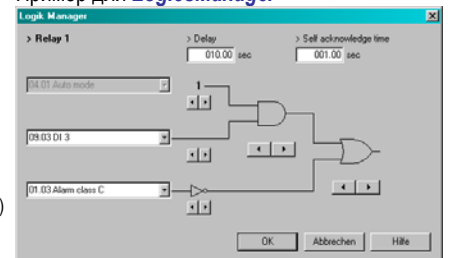 Пример для LogicsManager
Logik Manager
> Relay 1
> Delay
> Self acknowledge time
010.00 sec
001.00 sec
04.01 Auto mode
1
09.03 DI 3
01.03 Alarm class C
)
OK
Abbrechen
Hilfe